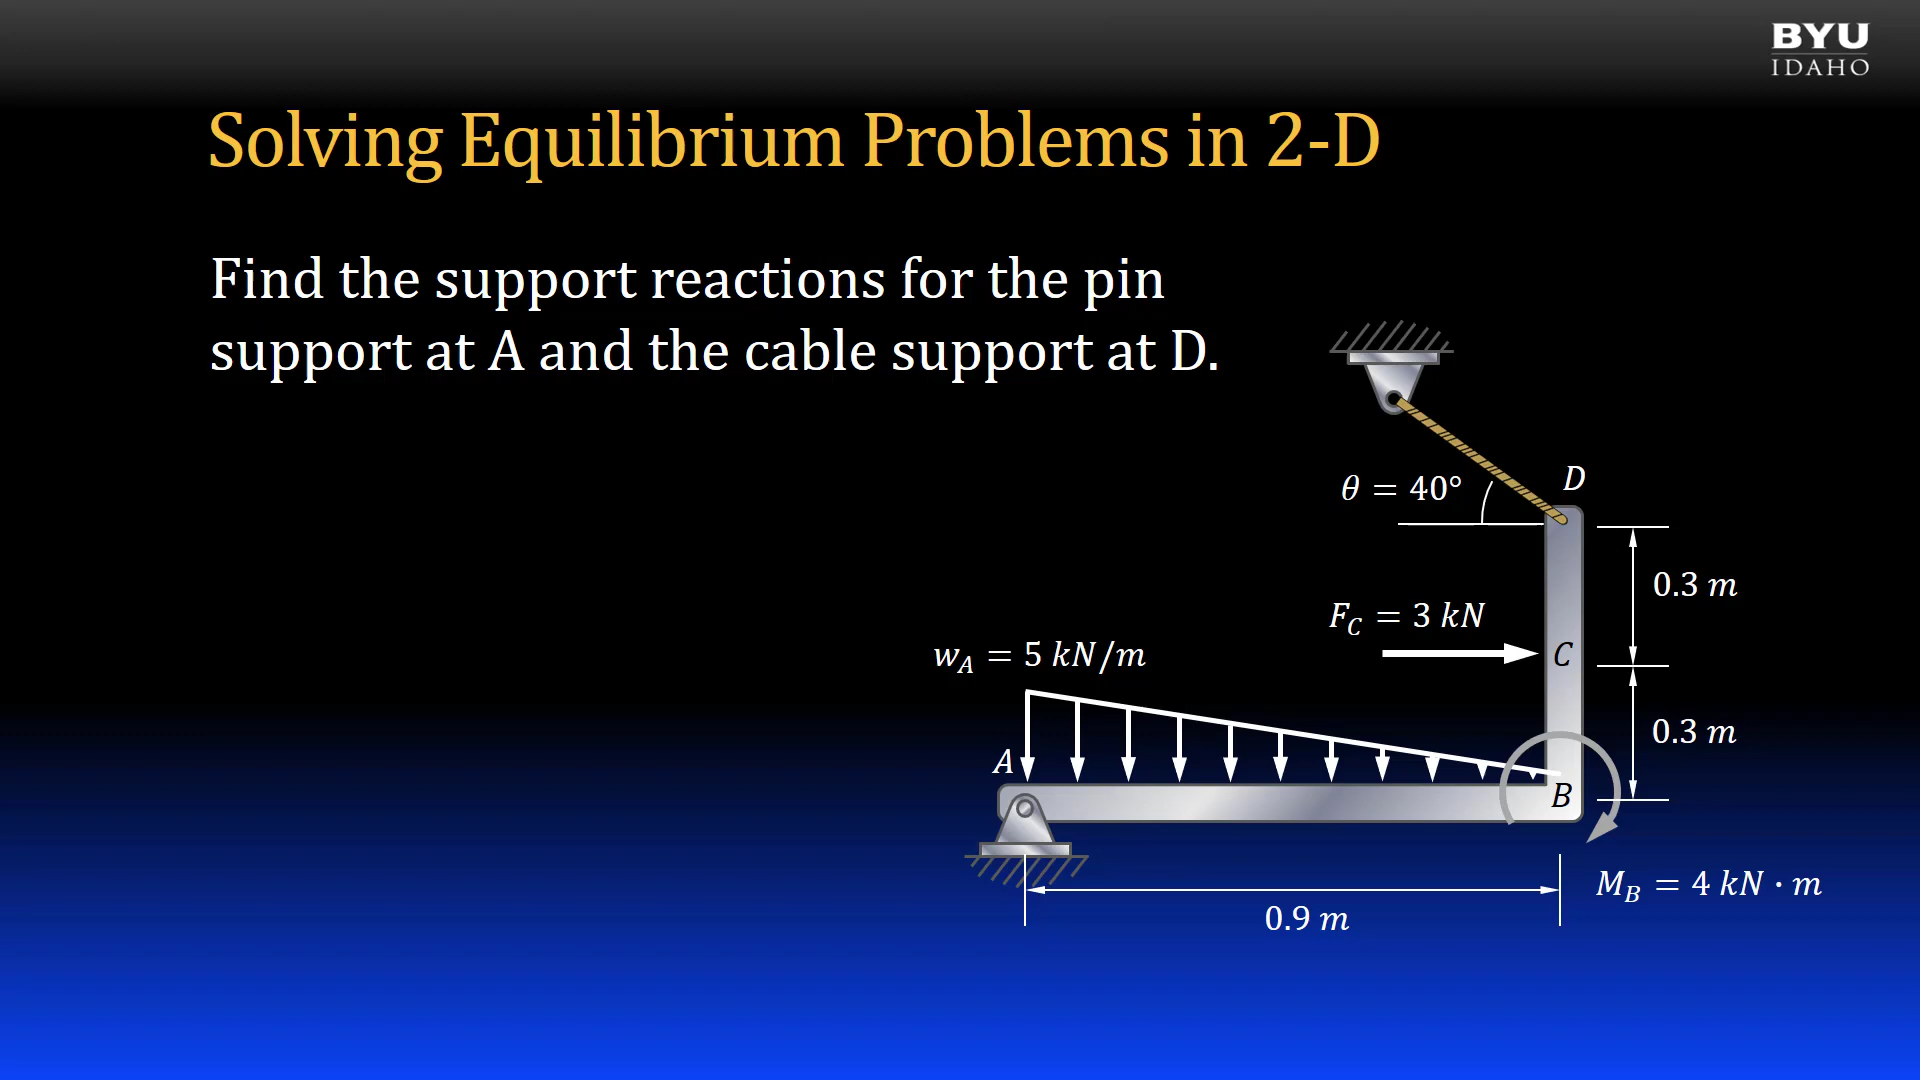 BYU
IDAHO
Solving Equilibrium Problems in 2-D
Find the support reactions for the pin
support at A and the cable support at D.
D
θ = 40°
0.3 m
F_C = 3 kN
C
w_A = 5 kN/m
0.3 m
A
B
M_B = 4 kN · m
0.9 m